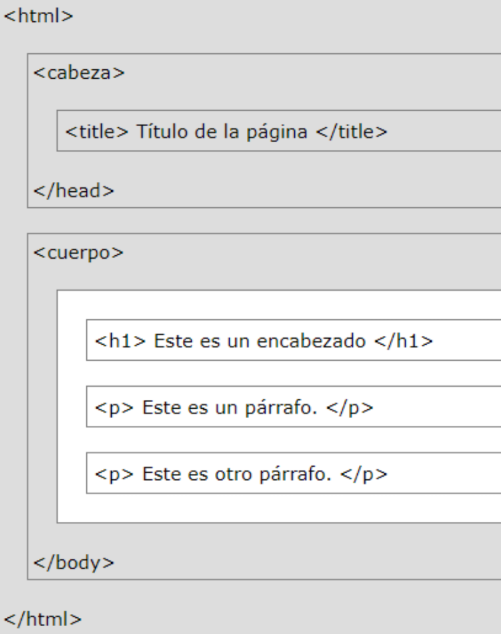 <html>
<cabeza>
<title> Título de la página </title>
</head>
<cuerpo>
<h1> Este es un encabezado </h1>
<p> Este es un párrafo. </p>
<p> Este es otro párrafo. </p>
</body>
</html>